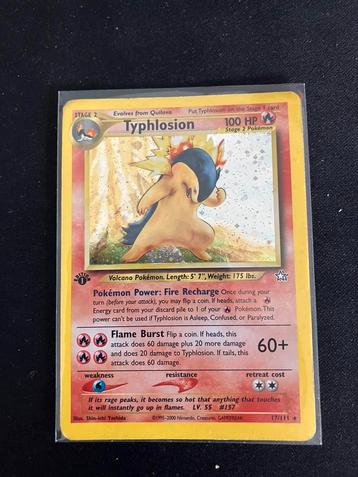 STAGE 2 Evolves from Quilava Put Typhlosion on the Stage 1 card
Typhlosion 100 HP
Stage 2 Pokémon
Volcano Pokémon. Length: 5' 7", Weight: 175 lbs.
Pokémon Power: Fire Recharge Once during your
turn (before your attack), you may flip a coin. If heads, attach a
Energy card from your discard pile to 1 of your Pokémon. This
power can't be used if Typhlosion is Asleep, Confused, or Paralyzed.
Flame Burst Flip a coin. If heads, this
attack does 60 damage plus 20 more damage
and does 20 damage to Typhlosion. If tails, this
attack does 60 damage.
60+
weakness resistance retreat cost
If its rage peaks, it becomes so hot that anything that touches
it will instantly go up in flames. LV. 55 #157
Illus. Shin-ichi Yoshida ©1995-2000 Nintendo, Creatures, GAMEFREAK. 17/111